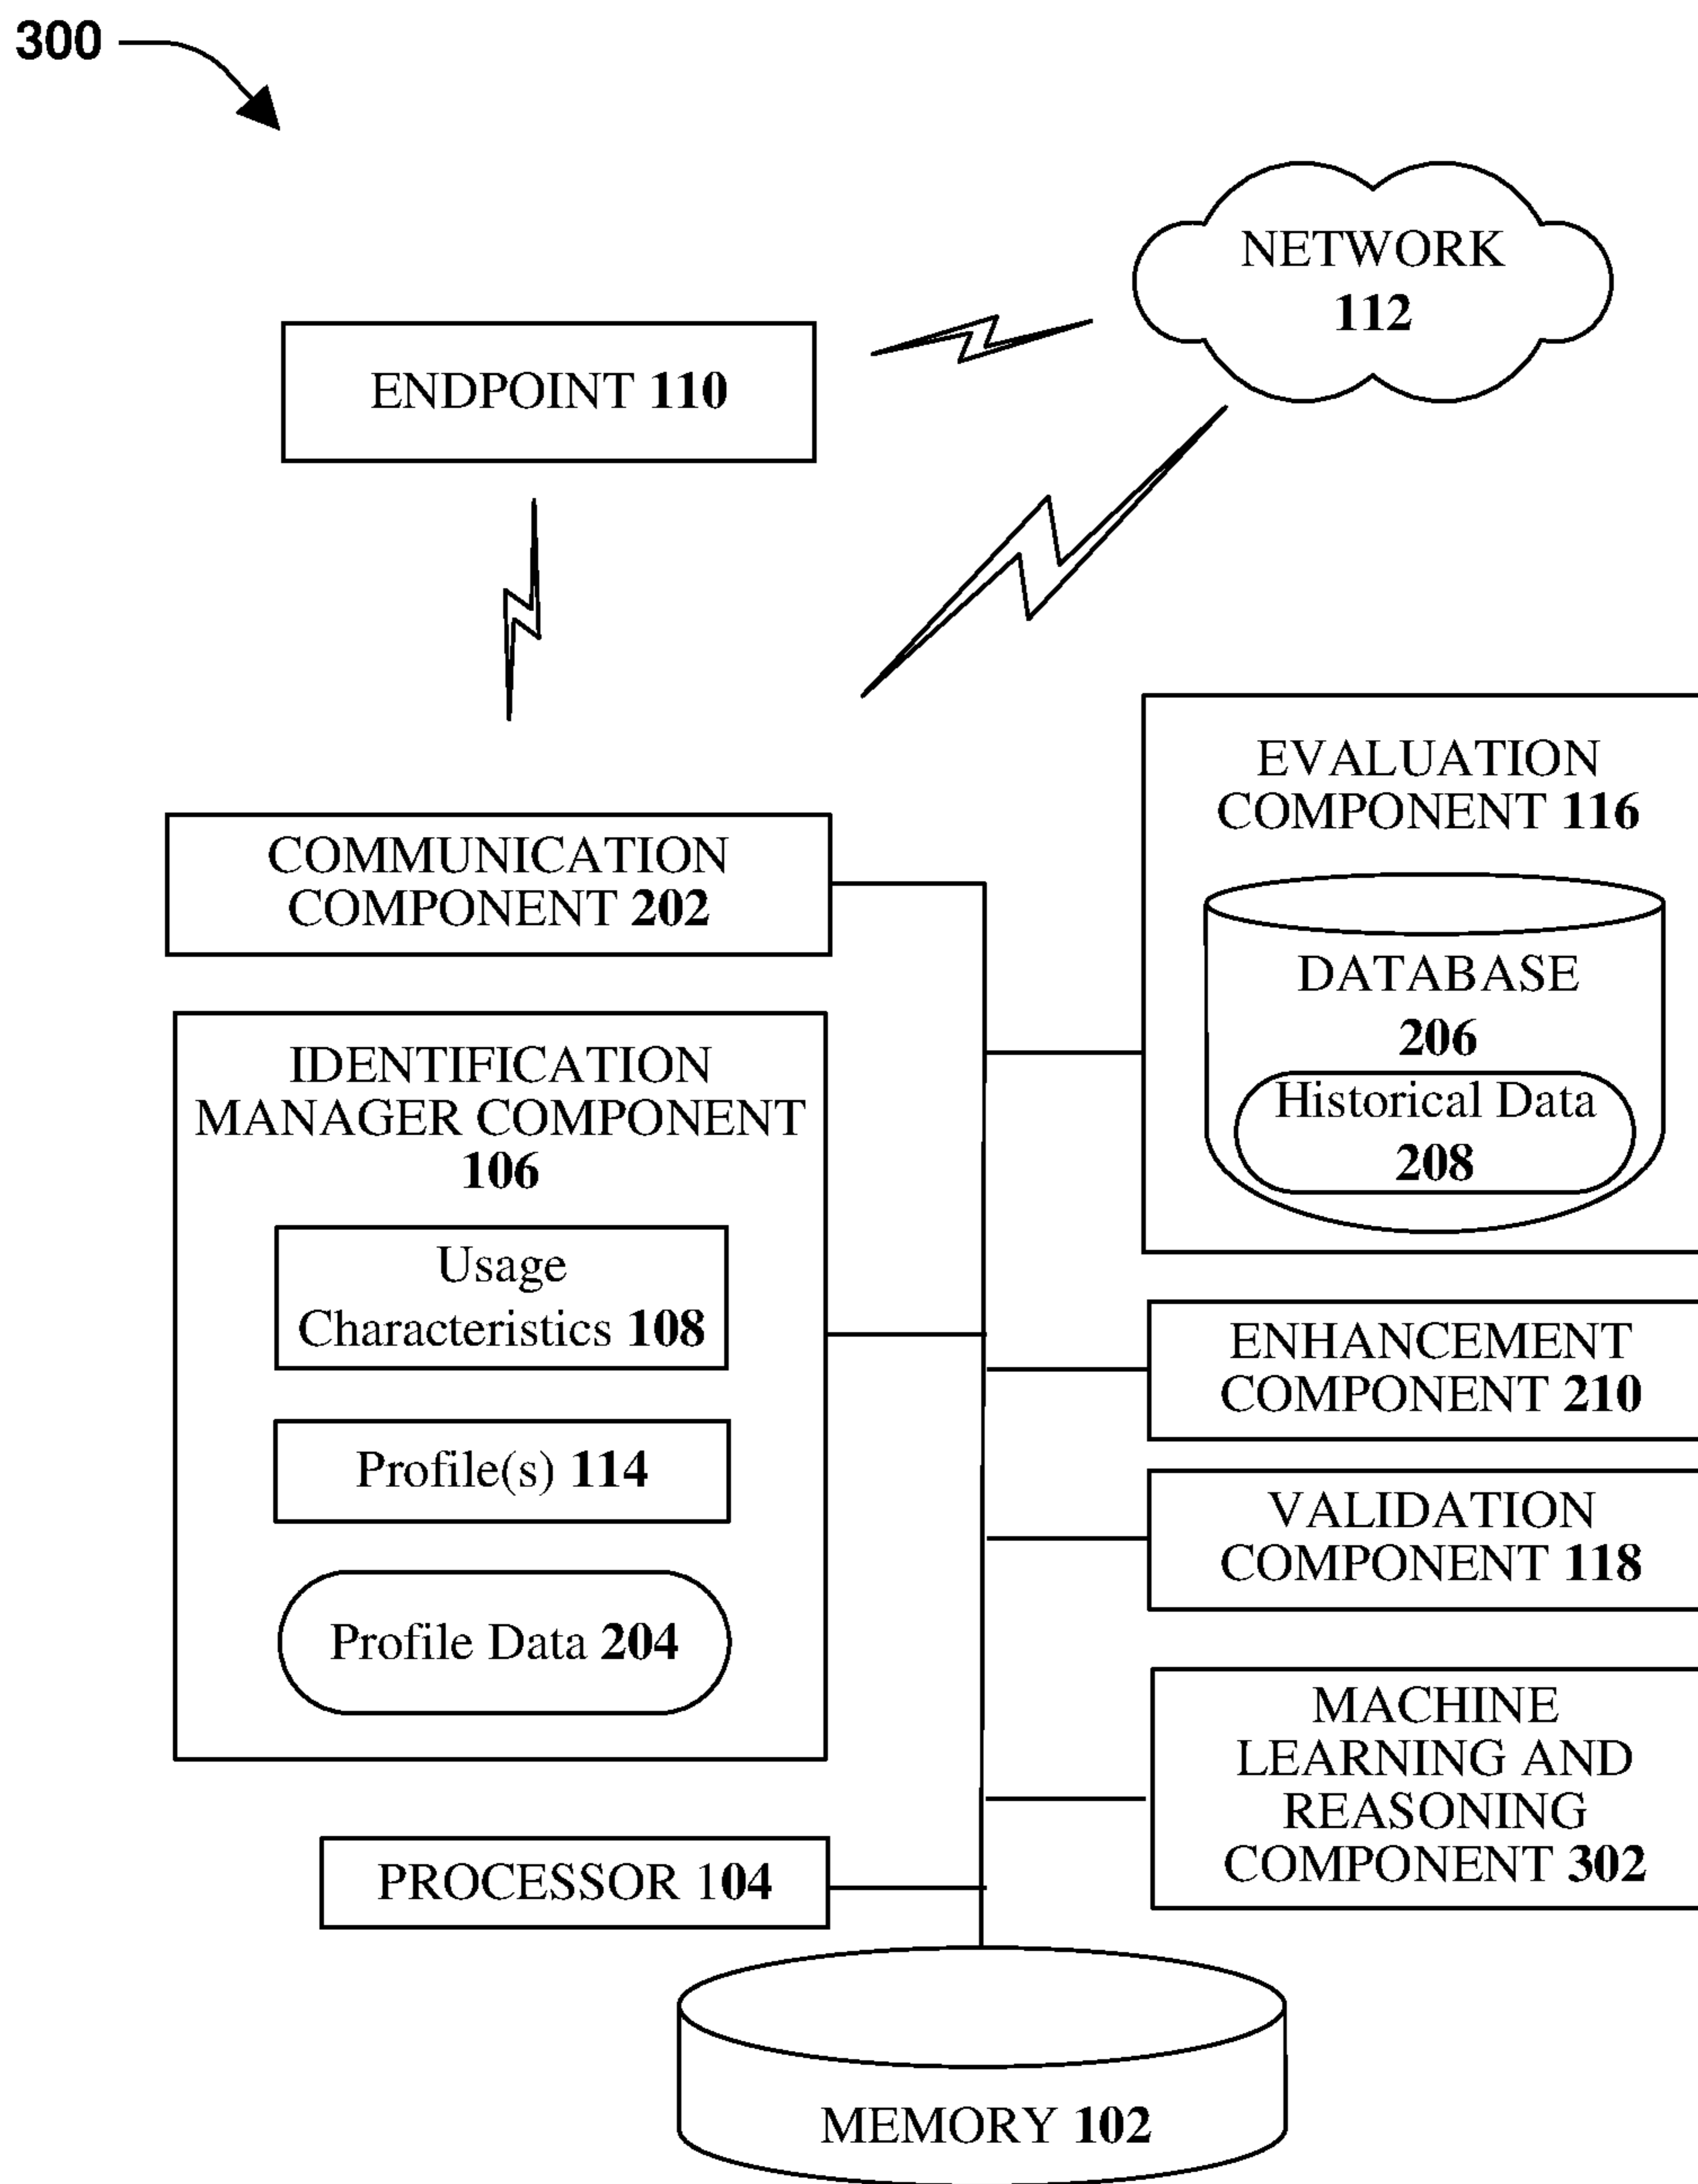 300
NETWORK
112
ENDPOINT 110
COMMUNICATION
COMPONENT 202
IDENTIFICATION
MANAGER COMPONENT
106
Usage
Characteristics 108
Profile(s) 114
Profile Data 204
PROCESSOR 104
EVALUATION
COMPONENT 116
DATABASE
206
Historical Data
208
ENHANCEMENT
COMPONENT 210
VALIDATION
COMPONENT 118
MACHINE
LEARNING AND
REASONING
COMPONENT 302
MEMORY 102